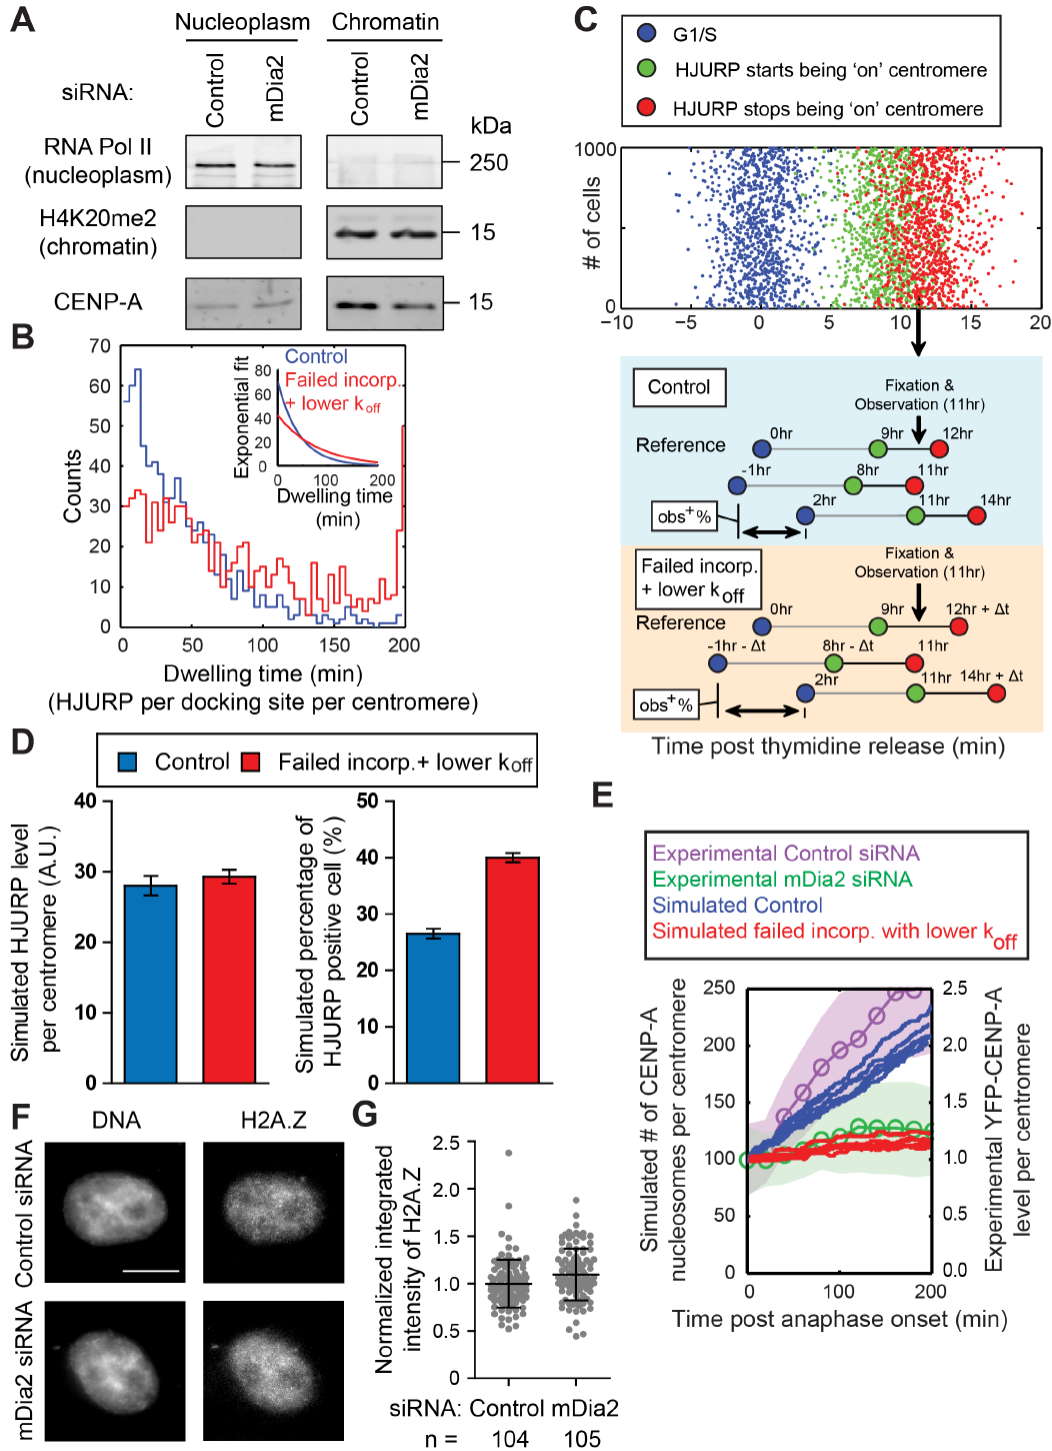 A
Nucleoplasm
Chromatin
siRNA:
Control
mDia2
Control
mDia2
kDa
RNA Pol II
(nucleoplasm)
250
H4K20me2
(chromatin)
15
CENP-A
15
B
70
60
50
40
30
20
10
0
Counts
0
50
100
150
200
Dwelling time (min)
(HJURP per docking site per centromere)
Control
Failed incorp.
+ lower koff
Exponential fit
80
60
40
20
0
0
100
200
Dwelling time
(min)
C
G1/S
HJURP starts being ‘on’ centromere
HJURP stops being ‘on’ centromere
# of cells
1000
0
−10
−5
0
5
10
15
20
Control
Fixation &
Observation (11hr)
Reference
0hr
9hr
12hr
-1hr
8hr
11hr
2hr
11hr
14hr
obs+%
Failed incorp.
+ lower koff
Fixation &
Observation (11hr)
Reference
0hr
9hr
12hr + Δt
-1hr - Δt
8hr - Δt
11hr
2hr
11hr
14hr + Δt
obs+%
Time post thymidine release (min)
D
Control
Failed incorp.+ lower koff
Simulated HJURP level
per centromere (A.U.)
40
30
20
10
0
Simulated percentage of
HJURP positive cell (%)
50
40
30
20
10
0
E
Experimental Control siRNA
Experimental mDia2 siRNA
Simulated Control
Simulated failed incorp. with lower koff
Simulated # of CENP-A
nucleosomes per centromere
250
200
150
100
50
0
2.5
2.0
1.5
1.0
0.5
0.0
Experimental YFP-CENP-A
level per centromere
0
100
200
Time post anaphase onset (min)
F
DNA
H2A.Z
Control siRNA
mDia2 siRNA
G
Normalized integrated
intensity of H2A.Z
2.5
2.0
1.5
1.0
0.5
0
siRNA: Control mDia2
n = 104 105